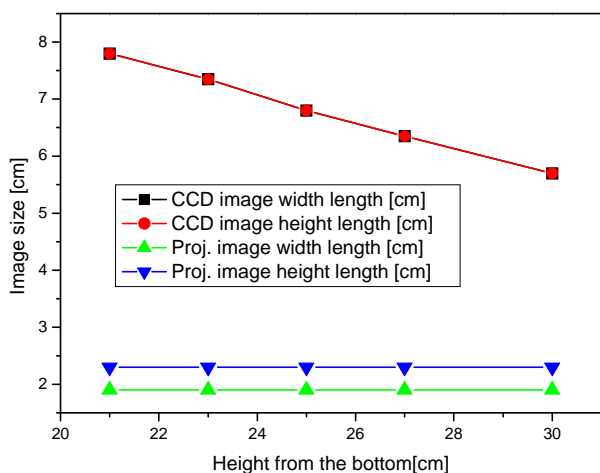 8
7
6
5
4
3
2
Image size [cm]
CCD image width length [cm]
CCD image height length [cm]
Proj. image width length [cm]
Proj. image height length [cm]
20 22 24 26 28 30
Height from the bottom[cm]